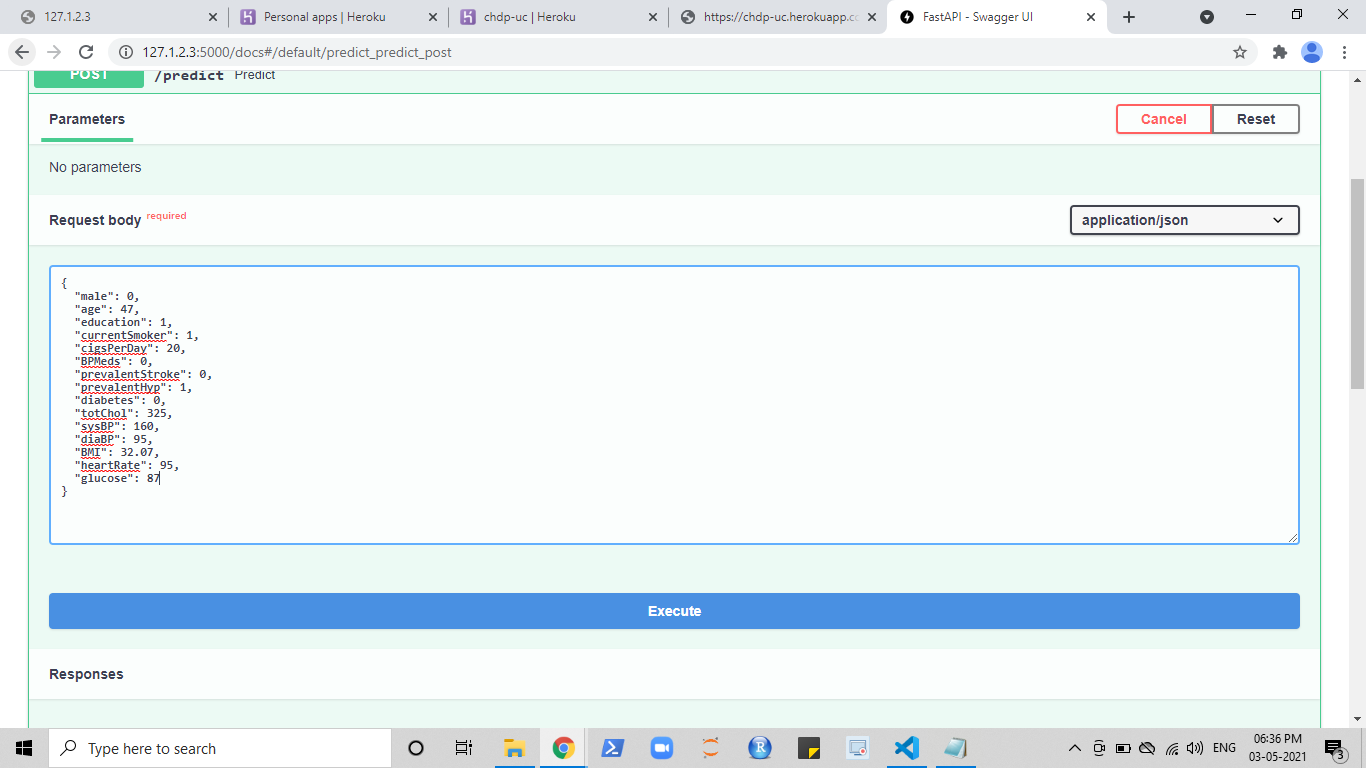 127.1.2.3
Personal apps | Heroku
chdp-uc | Heroku
https://chdp-uc.herokuapp.cc
FastAPI - Swagger UI
127.1.2.3:5000/docs#/default/predict_predict_post
POST /predict Predict
Parameters
Cancel
Reset
No parameters
Request body required
application/json
{
"male": 0,
"age": 47,
"education": 1,
"currentSmoker": 1,
"cigsPerDay": 20,
"BPMeds": 0,
"prevalentStroke": 0,
"prevalentHyp": 1,
"diabetes": 0,
"totChol": 325,
"sysBP": 160,
"diaBP": 95,
"BMI": 32.07,
"heartRate": 95,
"glucose": 87
}
Execute
Responses
Type here to search
R
ENG
06:36 PM
03-05-2021
3